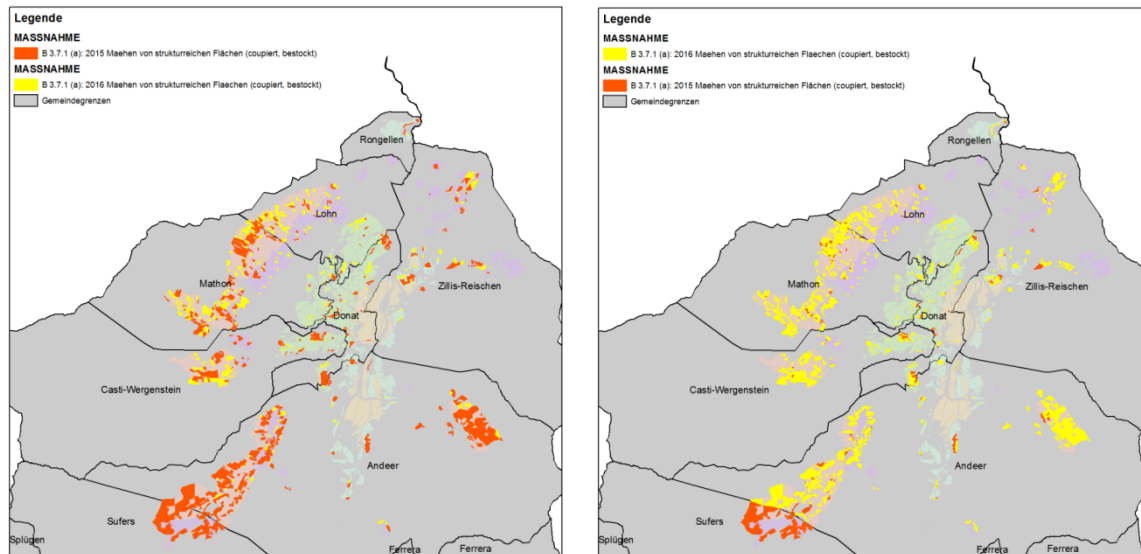 Legende
MASSNAHME
B 3.7.1 (a): 2015 Maehen von strukturreichen Flächen (coupiert, bestockt)
MASSNAHME
B 3.7.1 (a): 2016 Maehen von strukturreichen Flaechen (coupiert, bestockt)
Gemeindegrenzen
Rongellen
Lohn
Mathon
Zillis-Reischen
Donat
Casti-Wergenstein
Andeer
Sufers
Splügen
Ferrera
Ferrera
Legende
MASSNAHME
B 3.7.1 (a): 2016 Maehen von strukturreichen Flaechen (coupiert, bestockt)
MASSNAHME
B 3.7.1 (a): 2015 Maehen von strukturreichen Flächen (coupiert, bestockt)
Gemeindegrenzen
Rongellen
Lohn
Mathon
Zillis-Reischen
Donat
Casti-Wergenstein
Andeer
Sufers
Splügen
Ferrera
Ferrera